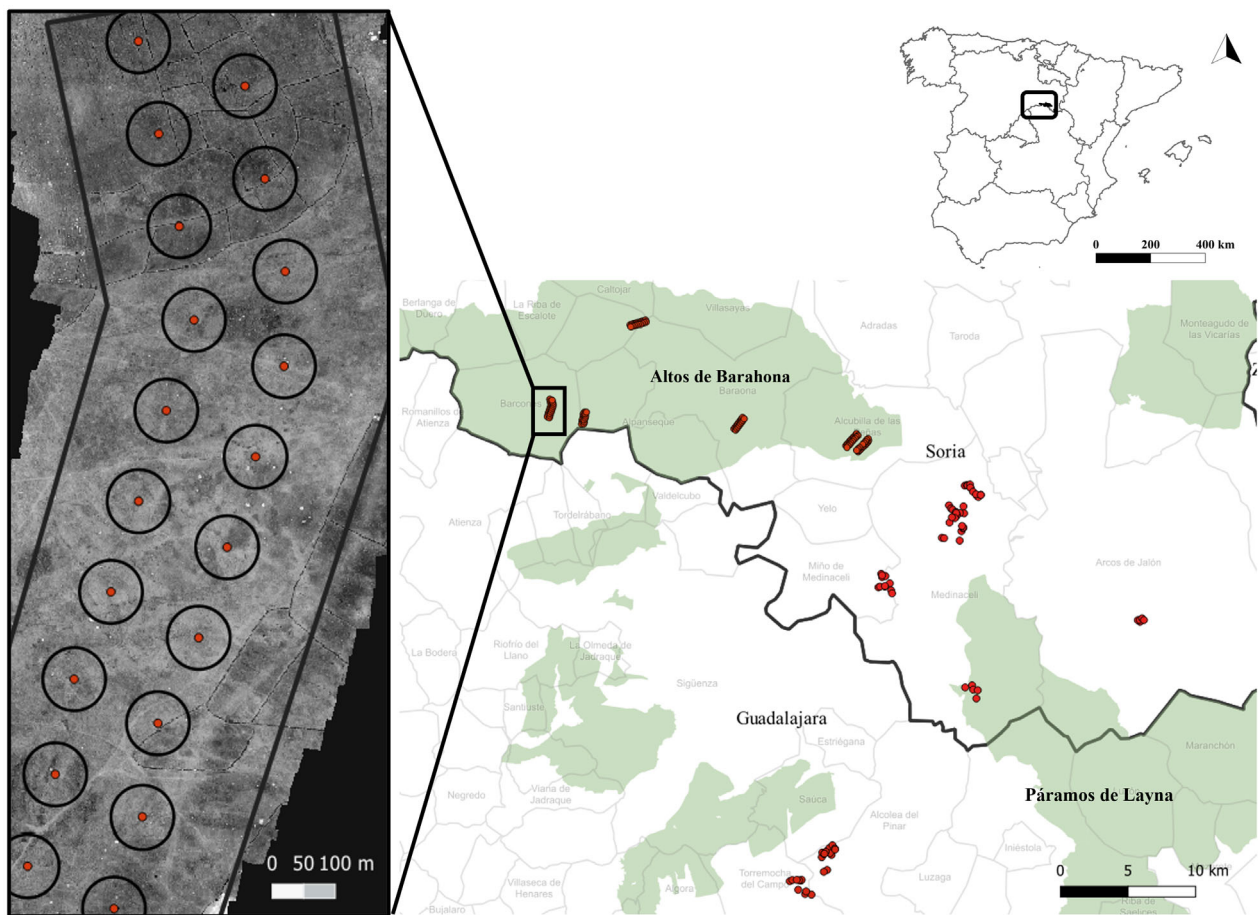 0 200 400 km
Caltojar
Berlanga de
Duero
La Riba de
Escalote
Villasayas
Adradas
Taroda
Monteagudo de
las Vicarías
Altos de Barahona
Baraona
Barcones
Romanillos de
Atienza
Alpanseque
Alcubilla de las
Soria
Valdelcubo
Atienza
Tordelrábano
Yelo
Miño de
Medinaceli
Medinaceli
Arcos de Jalón
La Bodera
Riofrío del
Llano
La Olmeda de
Jadraque
Sigüenza
Santiuste
Guadalajara
Estriégana
Maranchón
Negredo
Viana de
Jadraque
Sauca
Páramos de Layna
Alcolea del
Pinar
Iniéstola
0 50 100 m
Villaseca de
Henares
Algora
Torremocha
del Campo
Luzaga
0 5 10 km
Bujalaro
Riba de